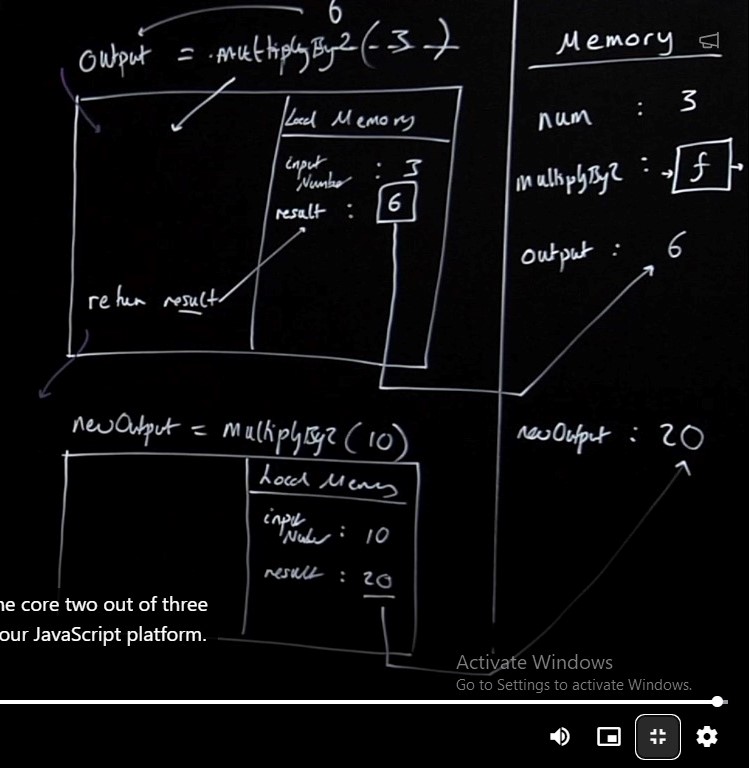 6
output = multiplyBy2 ( 3 )
Local Memory
input
Number : 3
result : 6
return result
newOutput = multiplyBy2 (10)
Local Memory
input
Number : 10
result : 20
Memory
num : 3
multiplyBy2 : f
output : 6
newOutput : 20
ne core two out of three
our JavaScript platform.
Activate Windows
Go to Settings to activate Windows.